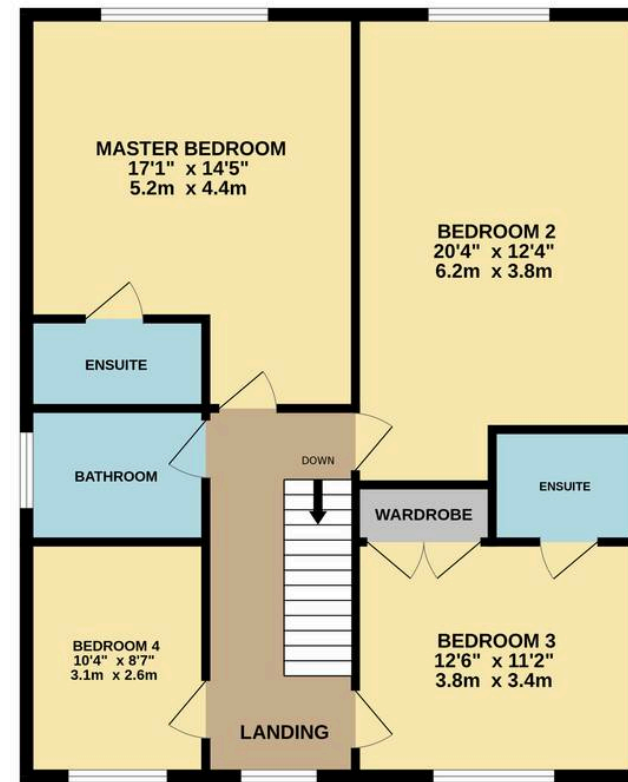 MASTER BEDROOM
17'1" x 14'5"
5.2m x 4.4m
BEDROOM 2
20'4" x 12'4"
6.2m x 3.8m
ENSUITE
BATHROOM
DOWN
ENSUITE
WARDROBE
BEDROOM 4
10'4" x 8'7"
3.1m x 2.6m
BEDROOM 3
12'6" x 11'2"
3.8m x 3.4m
LANDING